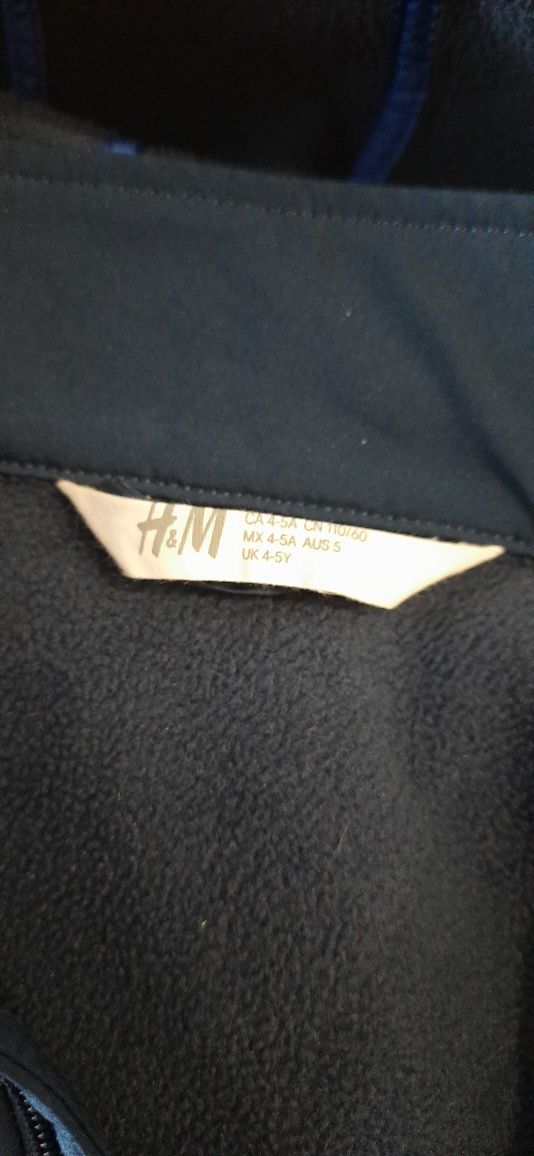 H&M
CA 4-5A CN 110/60
MX 4-5A AUS 5
UK 4-5Y